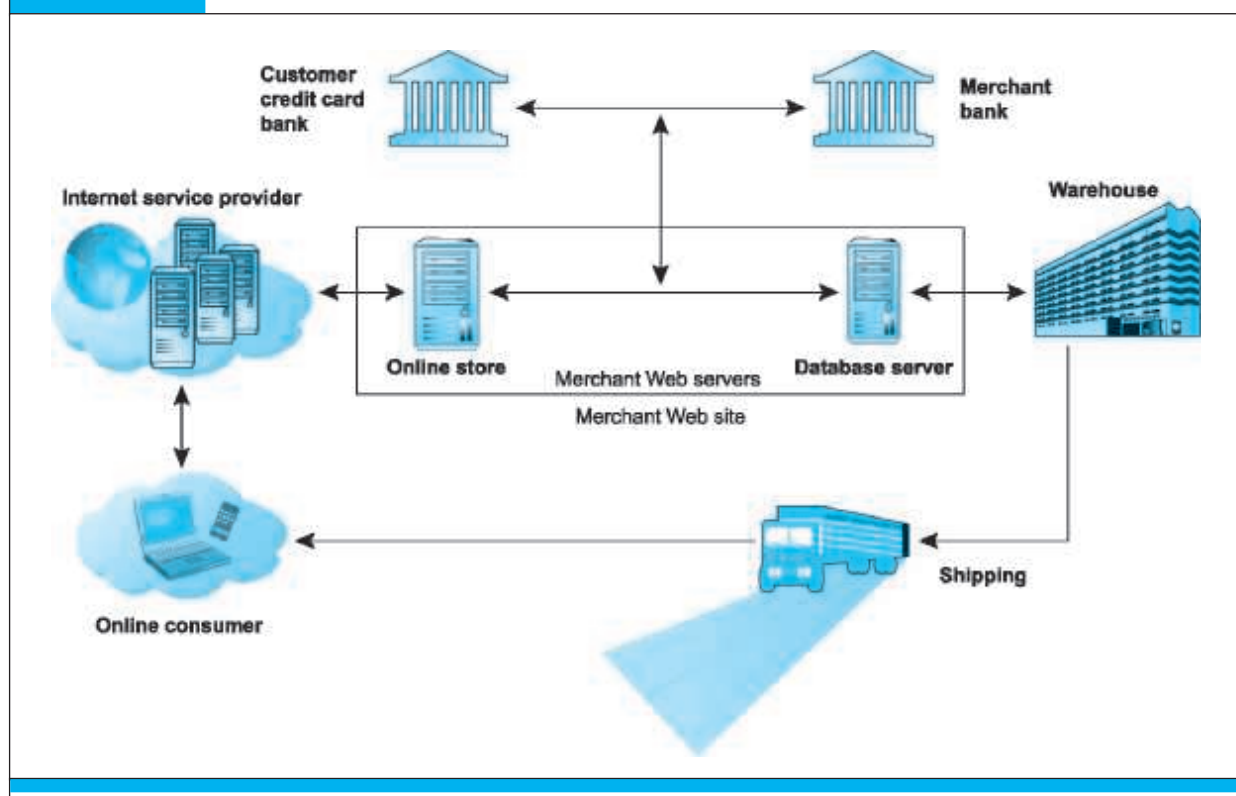 Customer
credit card
bank
Merchant
bank
Internet service provider
Warehouse
Online store
Merchant Web servers
Database server
Merchant Web site
Shipping
Online consumer